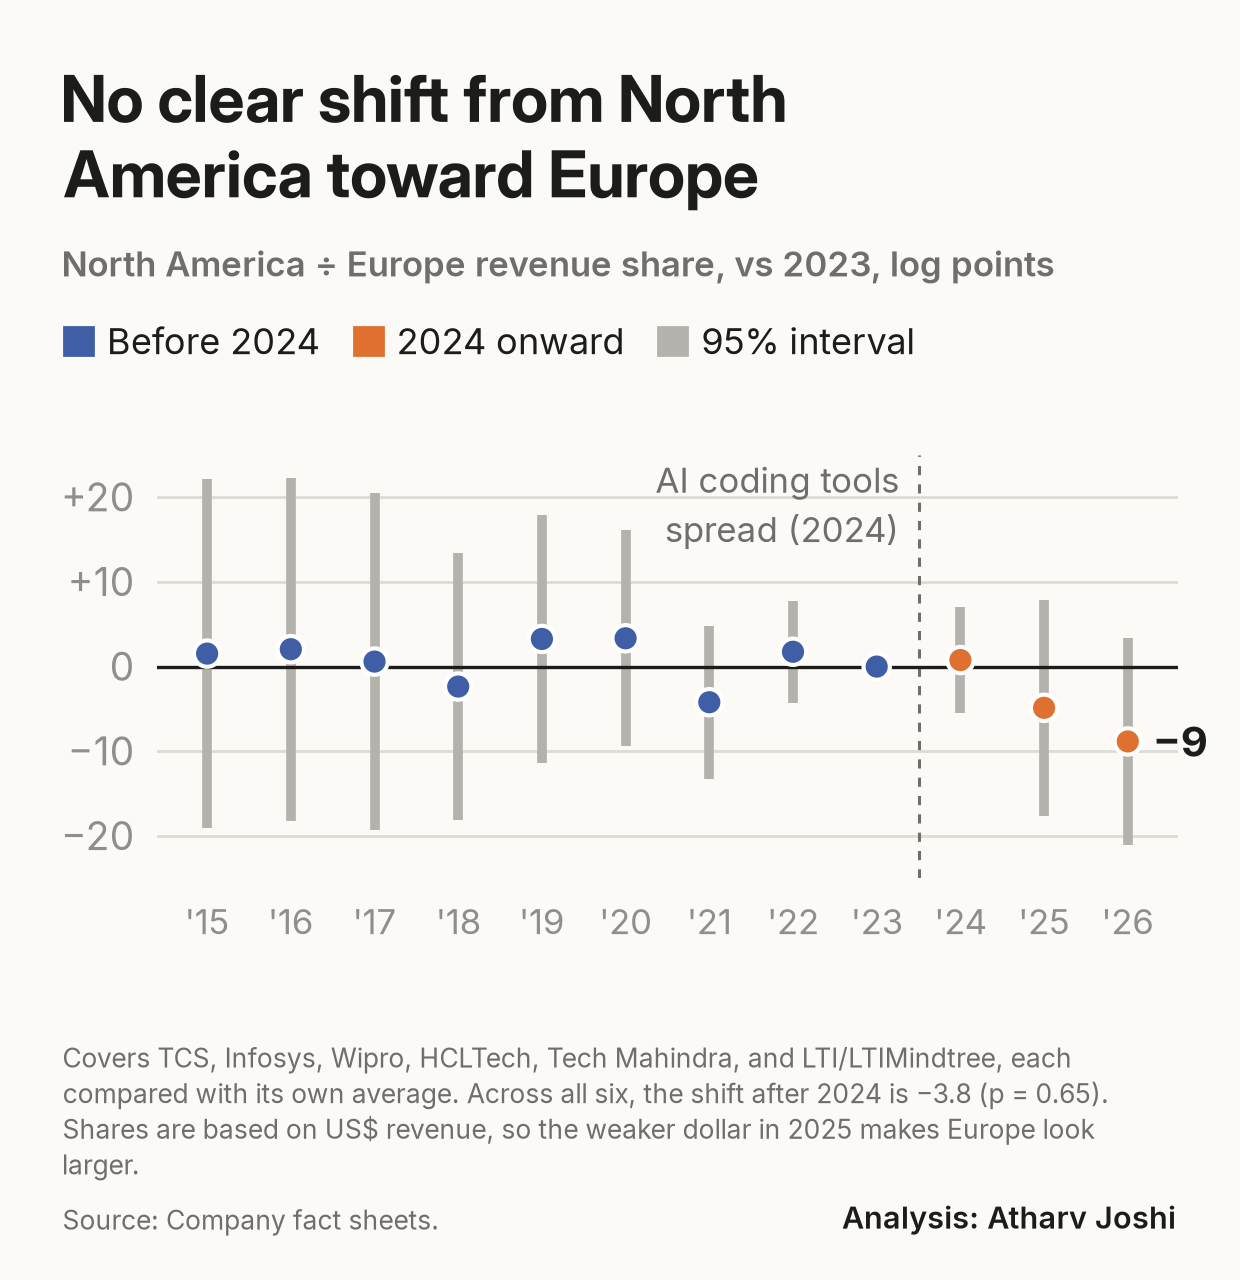 No clear shift from North
America toward Europe
North America ÷ Europe revenue share, vs 2023, log points
Before 2024 2024 onward 95% interval
AI coding tools
spread (2024)
+20
+10
0
−10
−20
−9
'15 '16 '17 '18 '19 '20 '21 '22 '23 '24 '25 '26
Covers TCS, Infosys, Wipro, HCLTech, Tech Mahindra, and LTI/LTIMindtree, each
compared with its own average. Across all six, the shift after 2024 is −3.8 (p = 0.65).
Shares are based on US$ revenue, so the weaker dollar in 2025 makes Europe look
larger.
Source: Company fact sheets.
Analysis: Atharv Joshi